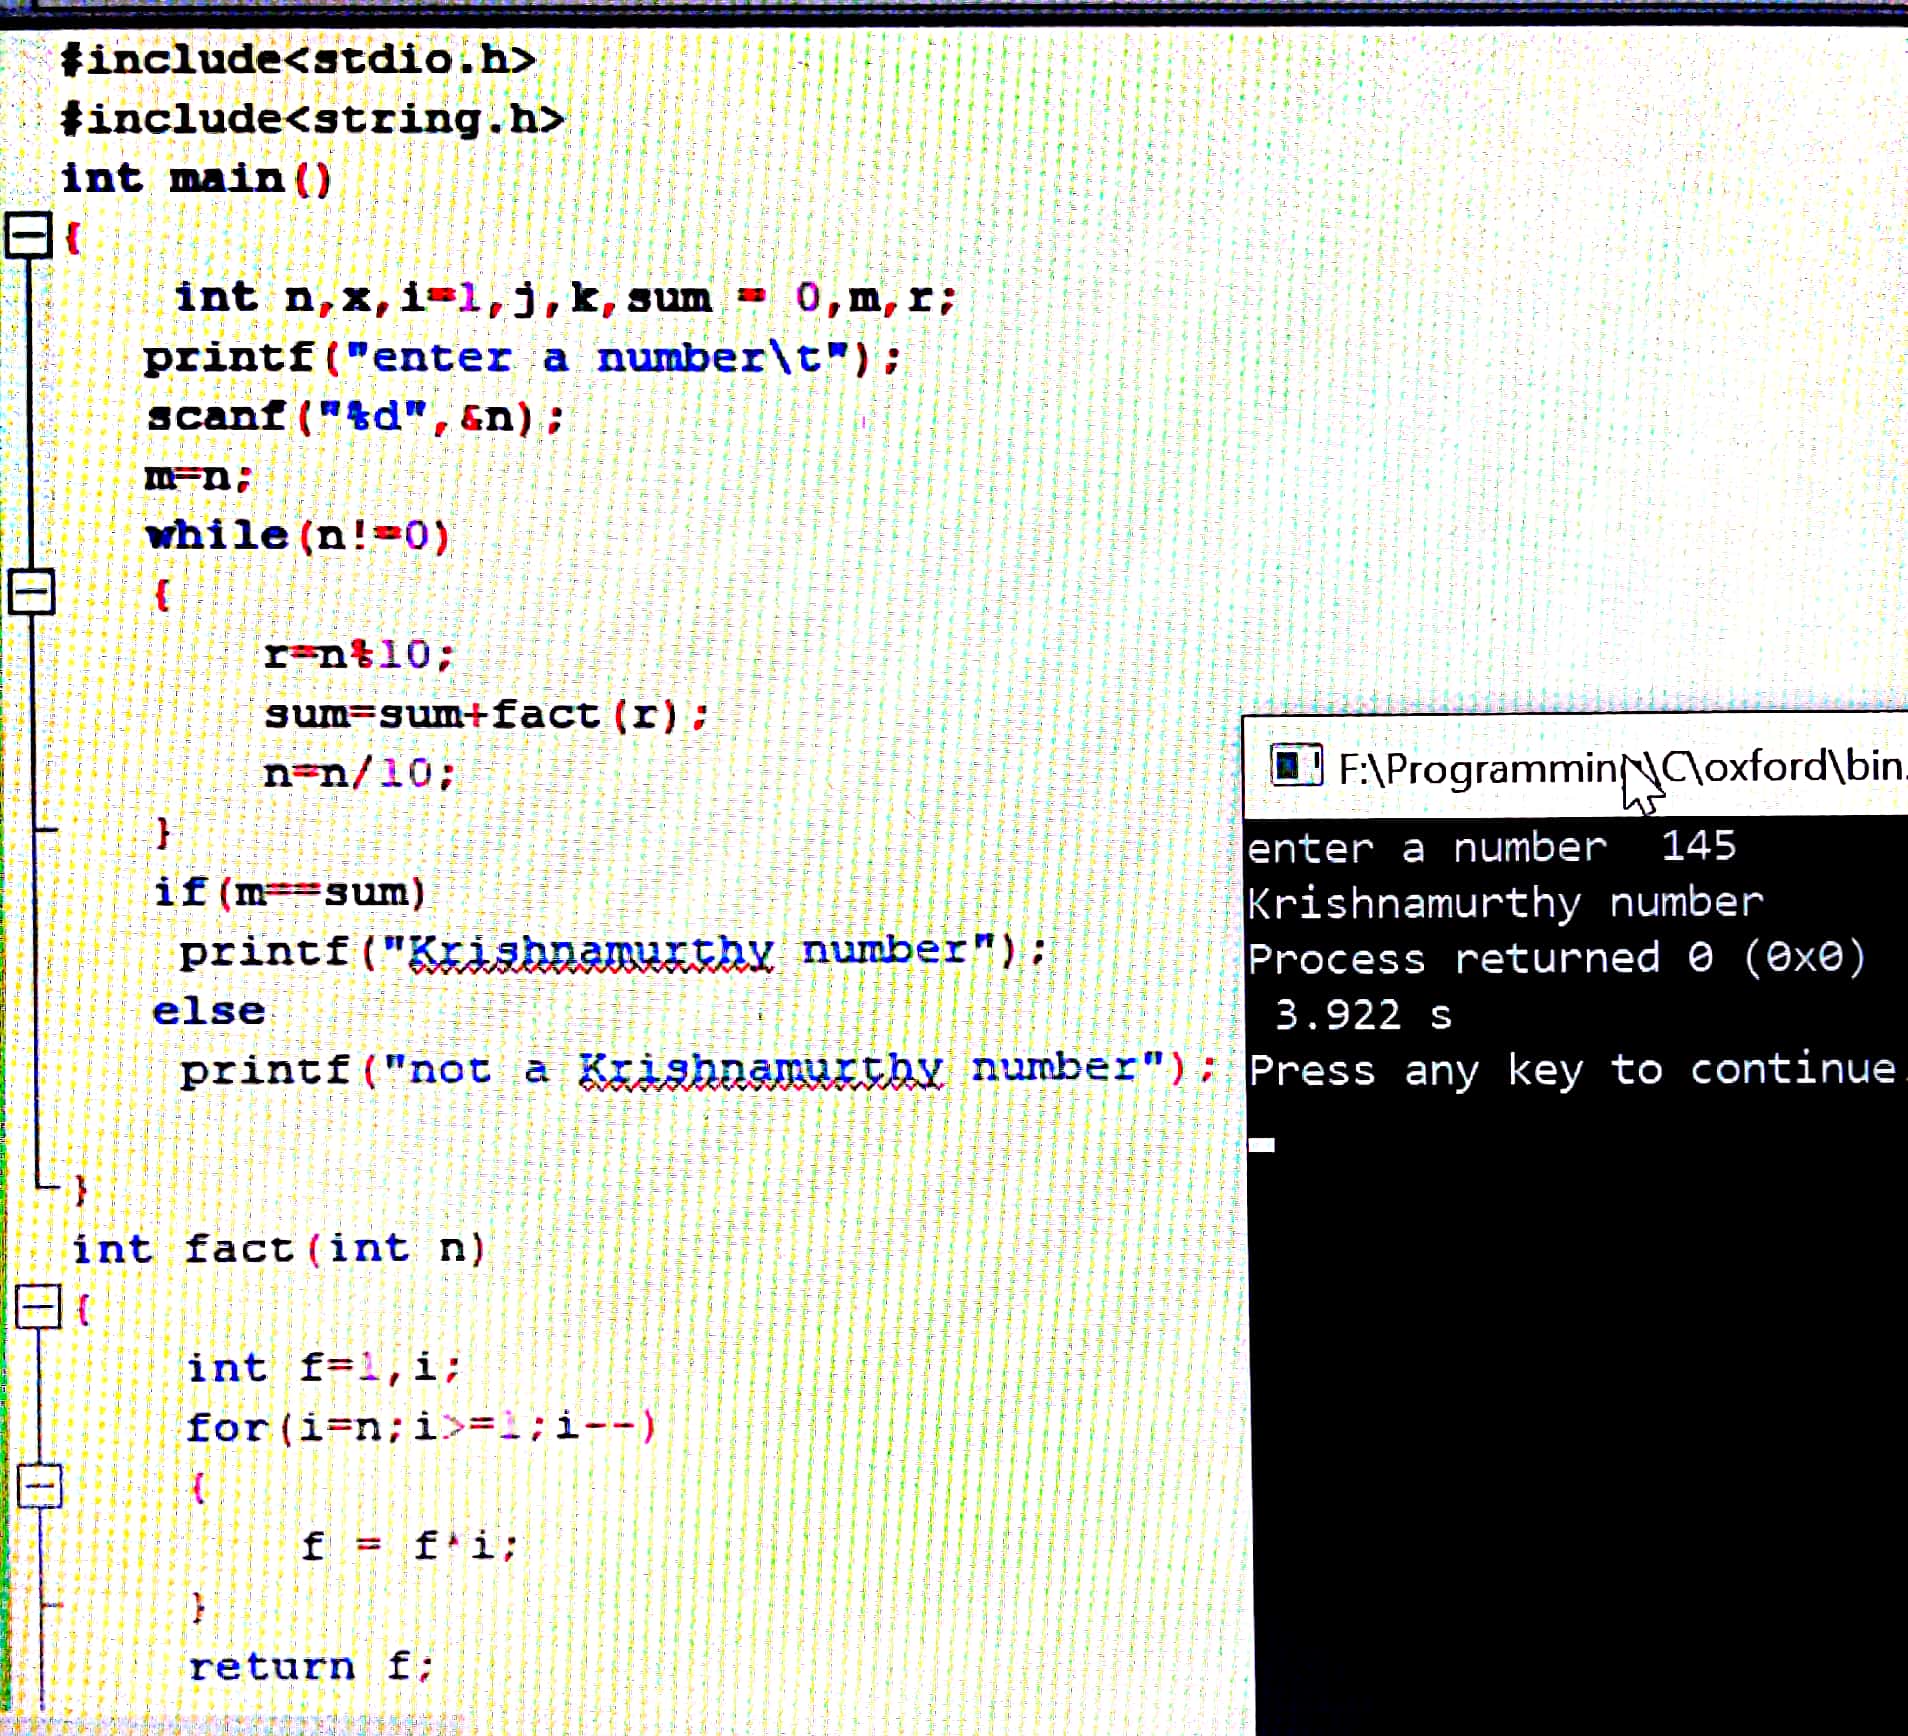 #include<stdio.h>
#include<string.h>
int main()
{
int n,x,i=1,j,k,sum = 0,m,r;
printf("enter a number\t");
scanf("%d",&n);
m=n;
while(n!=0)
{
r=n%10;
sum=sum+fact(r);
n=n/10;
}
if(m==sum)
printf("Krishnamurthy number");
else
printf("not a Krishnamurthy number");
}
int fact(int n)
{
int f=1,i;
for(i=n;i>=1;i--)
{
f = f*i;
}
return f;
F:\Programmin\C\oxford\bin.
enter a number 145
Krishnamurthy number
Process returned 0 (0x0)
3.922 s
Press any key to continue.